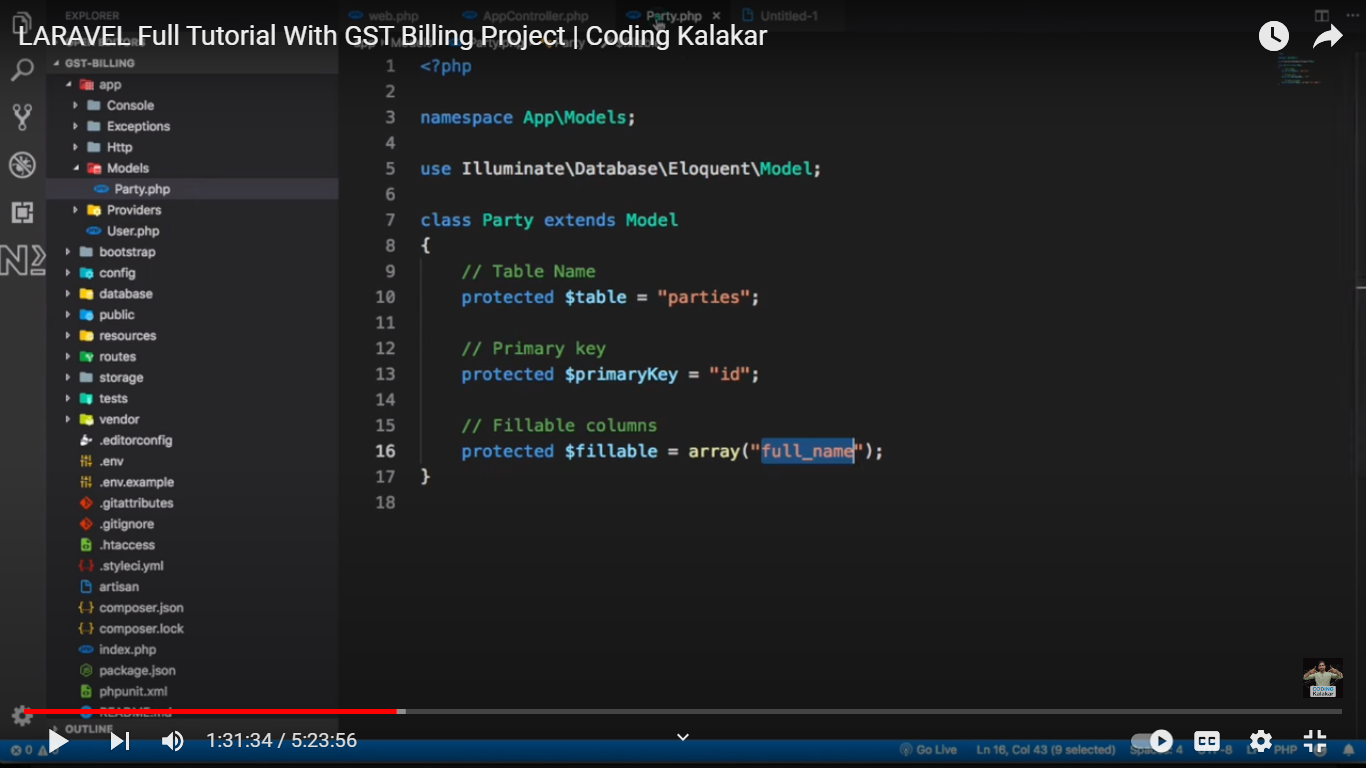 LARAVEL Full Tutorial With GST Billing Project | Coding Kalakar
EXPLORER
web.php
AppController.php
Party.php
Untitled-1
GST-BILLING
app
Console
Exceptions
Http
Models
Party.php
Providers
User.php
bootstrap
config
database
public
resources
routes
storage
tests
vendor
.editorconfig
.env
.env.example
.gitattributes
.gitignore
.htaccess
.styleci.yml
artisan
composer.json
composer.lock
index.php
package.json
phpunit.xml
README.md
OUTLINE
1 <?php
2
3 namespace App\Models;
4
5 use Illuminate\Database\Eloquent\Model;
6
7 class Party extends Model
8 {
9 // Table Name
10 protected $table = "parties";
11
12 // Primary key
13 protected $primaryKey = "id";
14
15 // Fillable columns
16 protected $fillable = array("full_name");
17 }
18
CODING
Kalakar
1:31:34 / 5:23:56
CC
0
Go Live
Ln 16, Col 43 (9 selected)
Spaces: 4
UTF-8
PHP